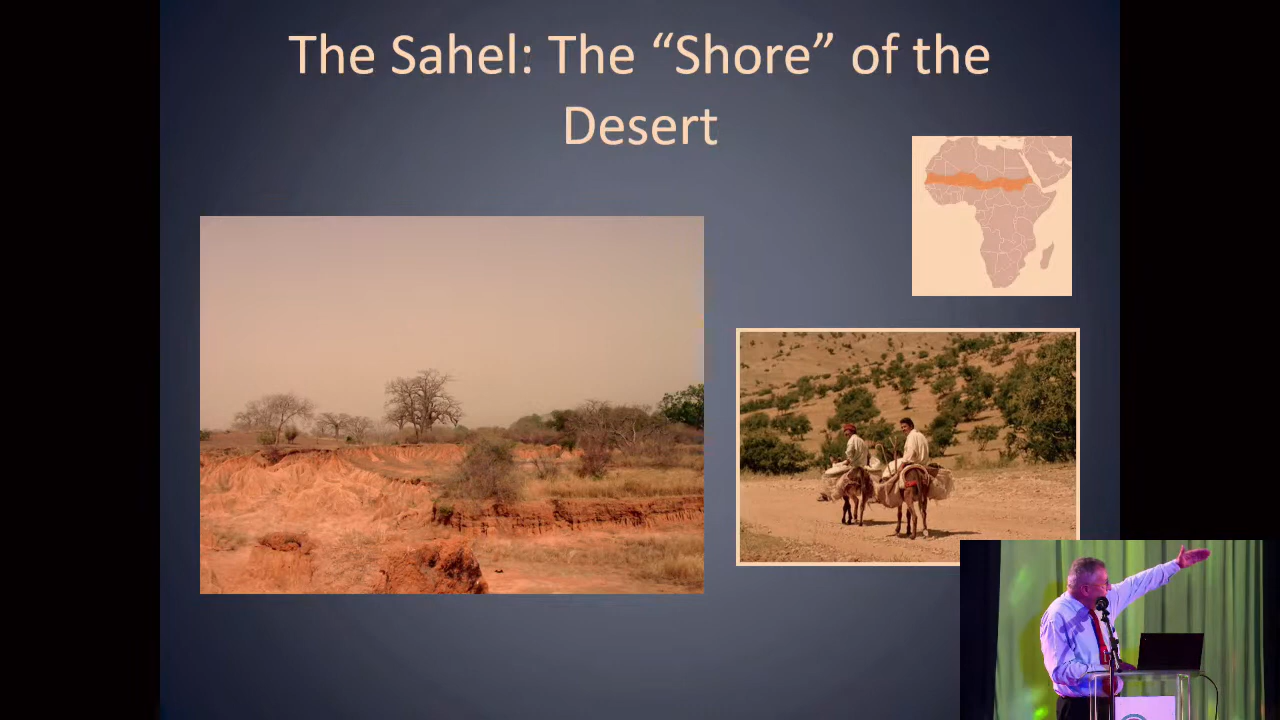 The Sahel: The “Shore” of the
Desert